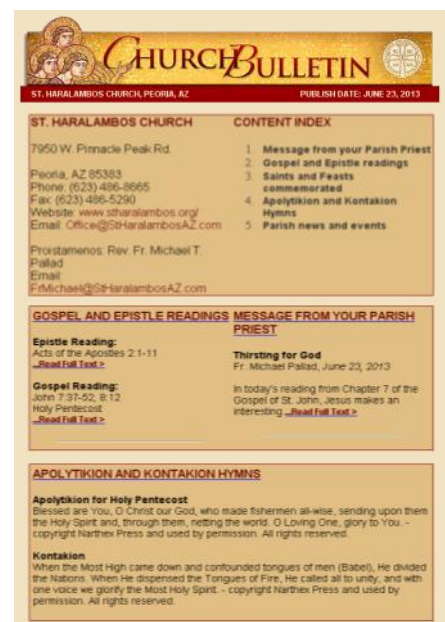 CHURCH BULLETIN
ST. HARALAMBOS CHURCH, PEORIA, AZ
PUBLISH DATE: JUNE 23, 2013
ST. HARALAMBOS CHURCH
7950 W. Pinnacle Peak Rd.
Peoria, AZ 85383
Phone: (623) 486-8665
Fax: (623) 486-5290
Website: www.stharalambos.org/
Email: Office@StHaralambosAZ.com
Proistamenos: Rev. Fr. Michael T.
Pallad
Email:
FrMichael@StHaralambosAZ.com
CONTENT INDEX
1. Message from your Parish Priest
2. Gospel and Epistle readings
3. Saints and Feasts
commemorated
4. Apolytikion and Kontakion
Hymns
5. Parish news and events
GOSPEL AND EPISTLE READINGS
Epistle Reading:
Acts of the Apostles 2:1-11
...Read Full Text >
Gospel Reading:
John 7:37-52; 8:12
Holy Pentecost
...Read Full Text >
MESSAGE FROM YOUR PARISH
PRIEST
Thirsting for God
Fr. Michael Pallad, June 23, 2013
In today's reading from Chapter 7 of the
Gospel of St. John, Jesus makes an
interesting ...Read Full Text >
APOLYTIKION AND KONTAKION HYMNS
Apolytikion for Holy Pentecost
Blessed are You, O Christ our God, who made fishermen all-wise, sending upon them
the Holy Spirit and, through them, netting the world. O Loving One, glory to You. -
copyright Narthex Press and used by permission. All rights reserved.
Kontakion
When the Most High came down and confounded tongues of men (Babel), He divided
the Nations. When He dispensed the Tongues of Fire, He called all to unity, and with
one voice we glorify the Most Holy Spirit. - copyright Narthex Press and used by
permission. All rights reserved.